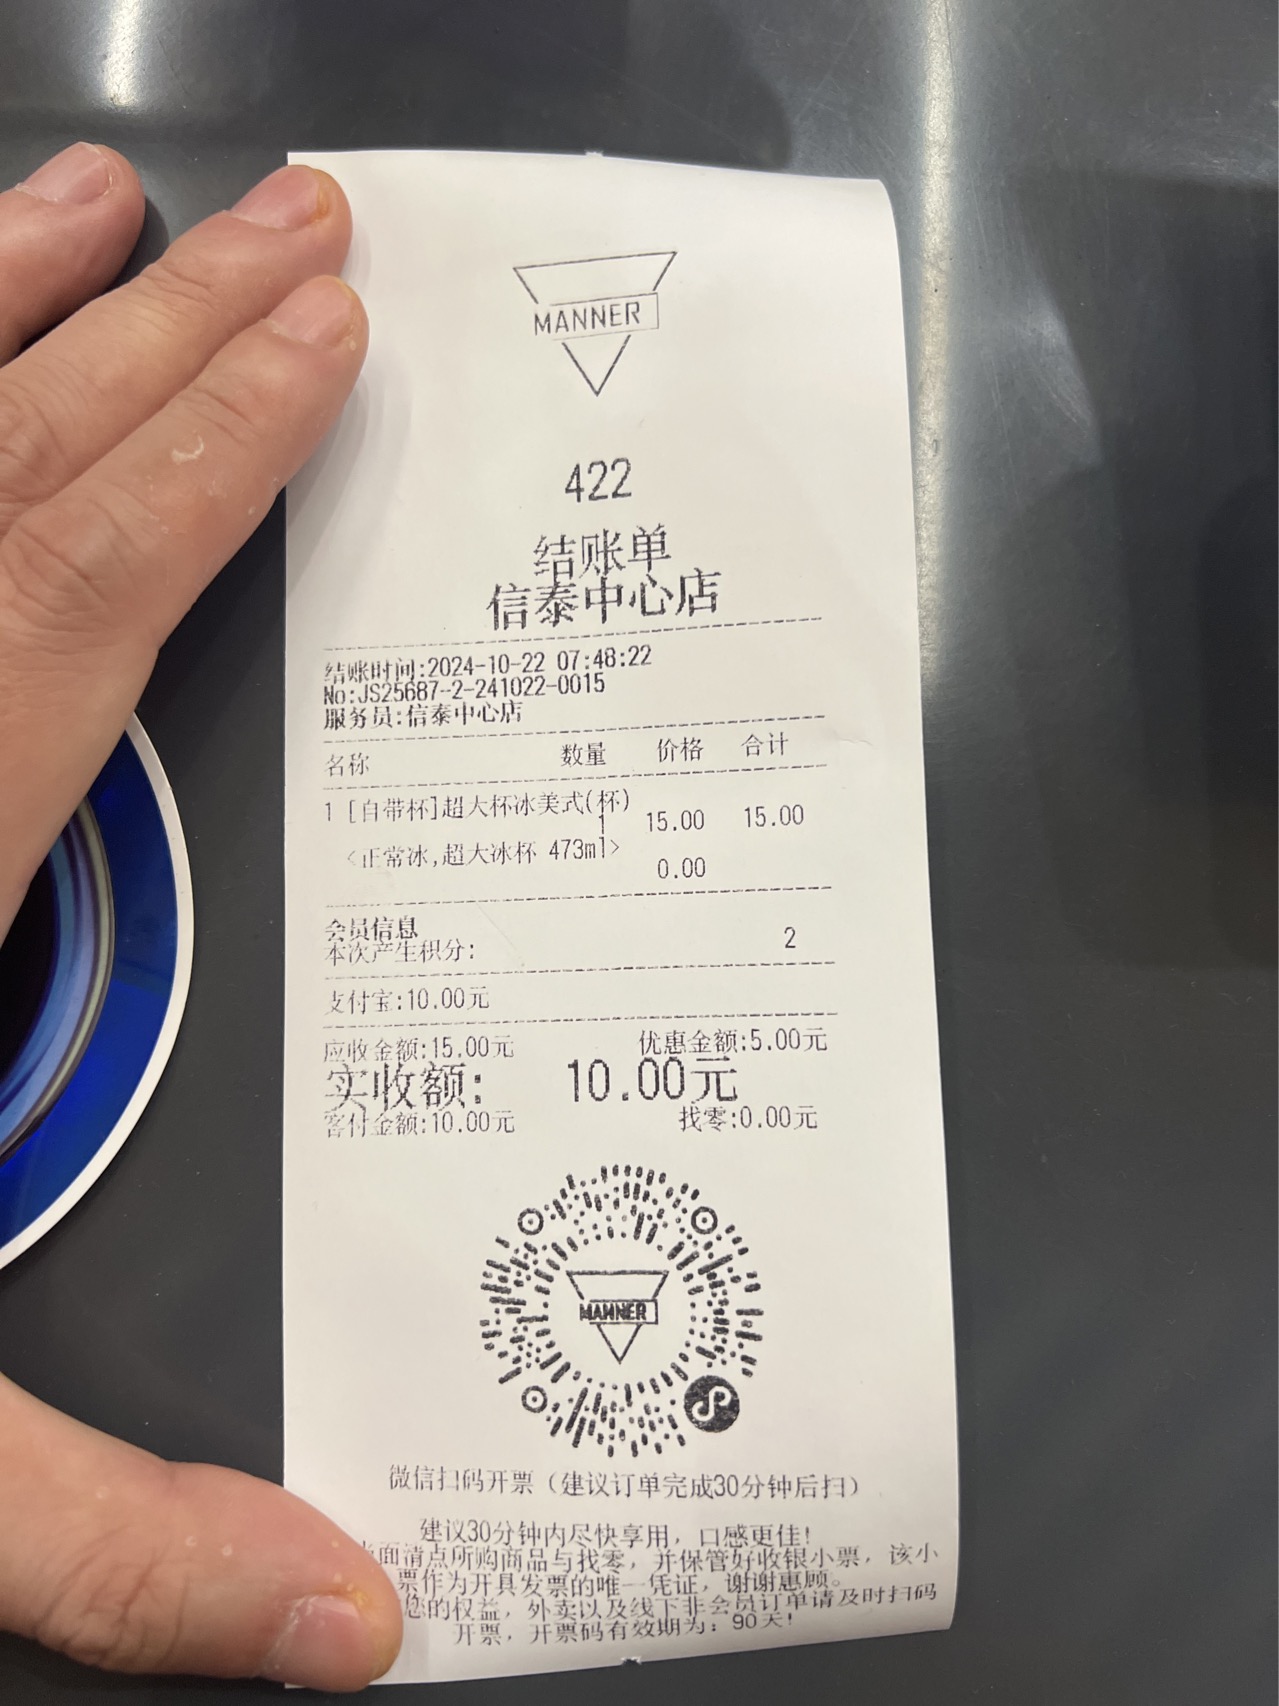 MANNER
422
结账单
信泰中心店
结账时间:2024-10-22 07:48:22
No:JS25687-2-241022-0015
服务员:信泰中心店
名称 数量 价格 合计
1 [自带杯]超大杯冰美式(杯)
1 15.00 15.00
<正常冰,超大冰杯 473ml>
0.00
会员信息
本次产生积分: 2
支付宝:10.00元
应收金额:15.00元 优惠金额:5.00元
实收额: 10.00元
客付金额:10.00元 找零:0.00元
MANNER
微信扫码开票（建议订单完成30分钟后扫）
建议30分钟内尽快享用，口感更佳!
面清点所购商品与找零，并保管好收银小票，该小
票作为开具发票的唯一凭证，谢谢惠顾。
您的权益，外卖以及线下非会员订单请及时扫码
开票，开票码有效期为：90天!